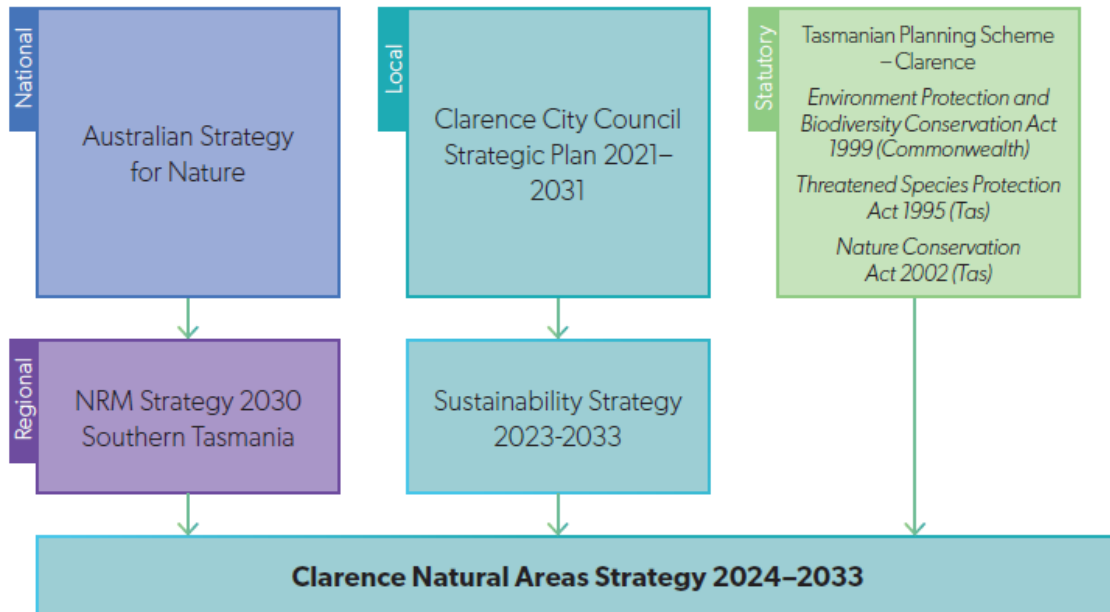 National
Australian Strategy
for Nature
Regional
NRM Strategy 2030
Southern Tasmania
Local
Clarence City Council
Strategic Plan 2021–
2031
Sustainability Strategy
2023-2033
Statutory
Tasmanian Planning Scheme
– Clarence
Environment Protection and
Biodiversity Conservation Act
1999 (Commonwealth)
Threatened Species Protection
Act 1995 (Tas)
Nature Conservation
Act 2002 (Tas)
Clarence Natural Areas Strategy 2024–2033